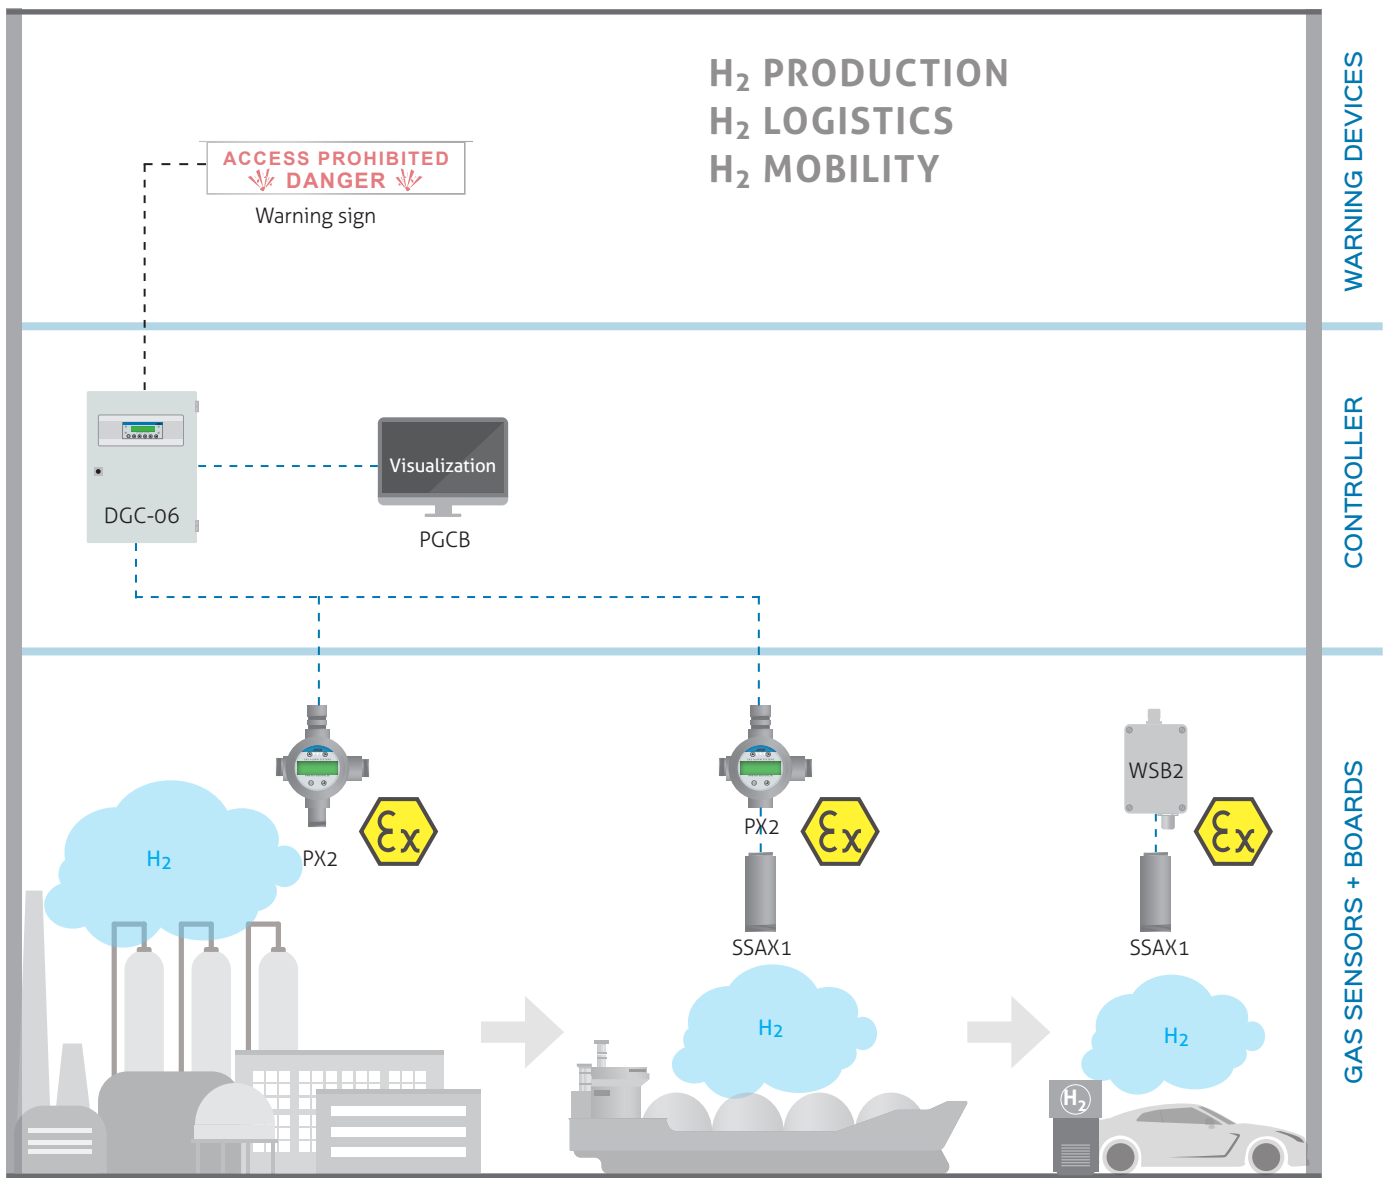 H₂ PRODUCTION
H₂ LOGISTICS
H₂ MOBILITY
ACCESS PROHIBITED
DANGER
Warning sign
WARNING DEVICES
Visualization
DGC-06
PGCB
CONTROLLER
WSB2
PX2
Ex
PX2
Ex
Ex
H2
SSAX1
SSAX1
H2
H2
H₂
GAS SENSORS + BOARDS